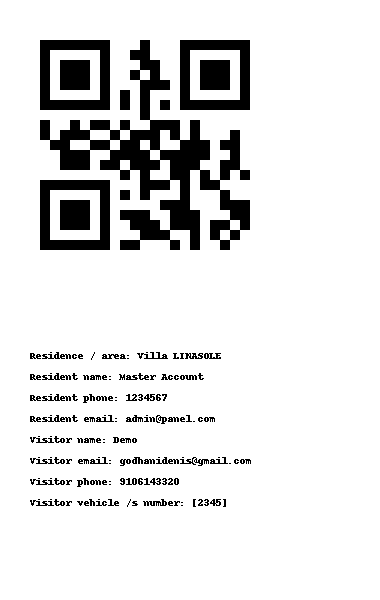 Residence / area: Villa LINASOLE
Resident name: Master Account
Resident phone: 1234567
Resident email: admin@panel.com
Visitor name: Demo
Visitor email: godhanidenis@gmail.com
Visitor phone: 9106143320
Visitor vehicle /s number: [2345]